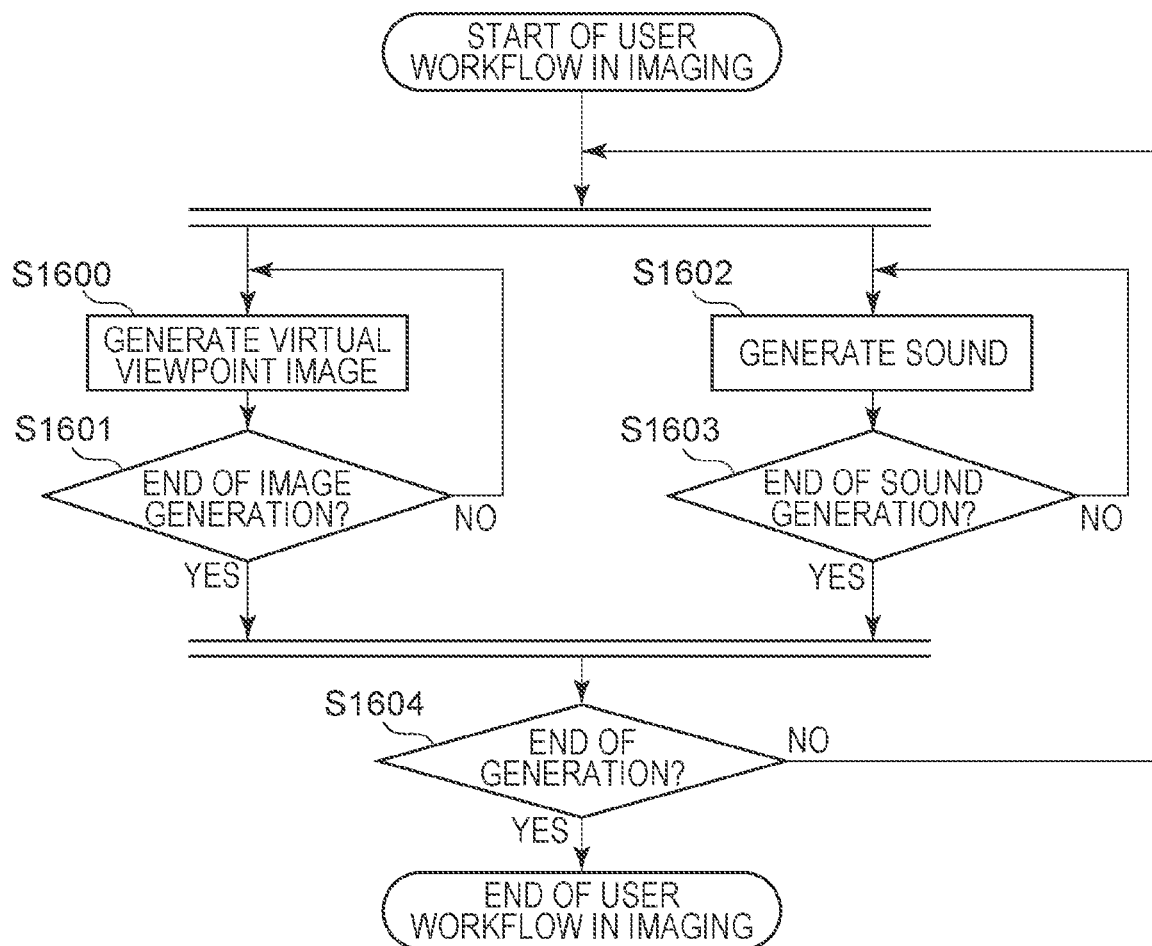 START OF USER
WORKFLOW IN IMAGING
S1600
GENERATE VIRTUAL
VIEWPOINT IMAGE
S1601
END OF IMAGE
GENERATION?
NO
YES
S1602
GENERATE SOUND
S1603
END OF SOUND
GENERATION?
NO
YES
S1604
END OF
GENERATION?
NO
YES
END OF USER
WORKFLOW IN IMAGING